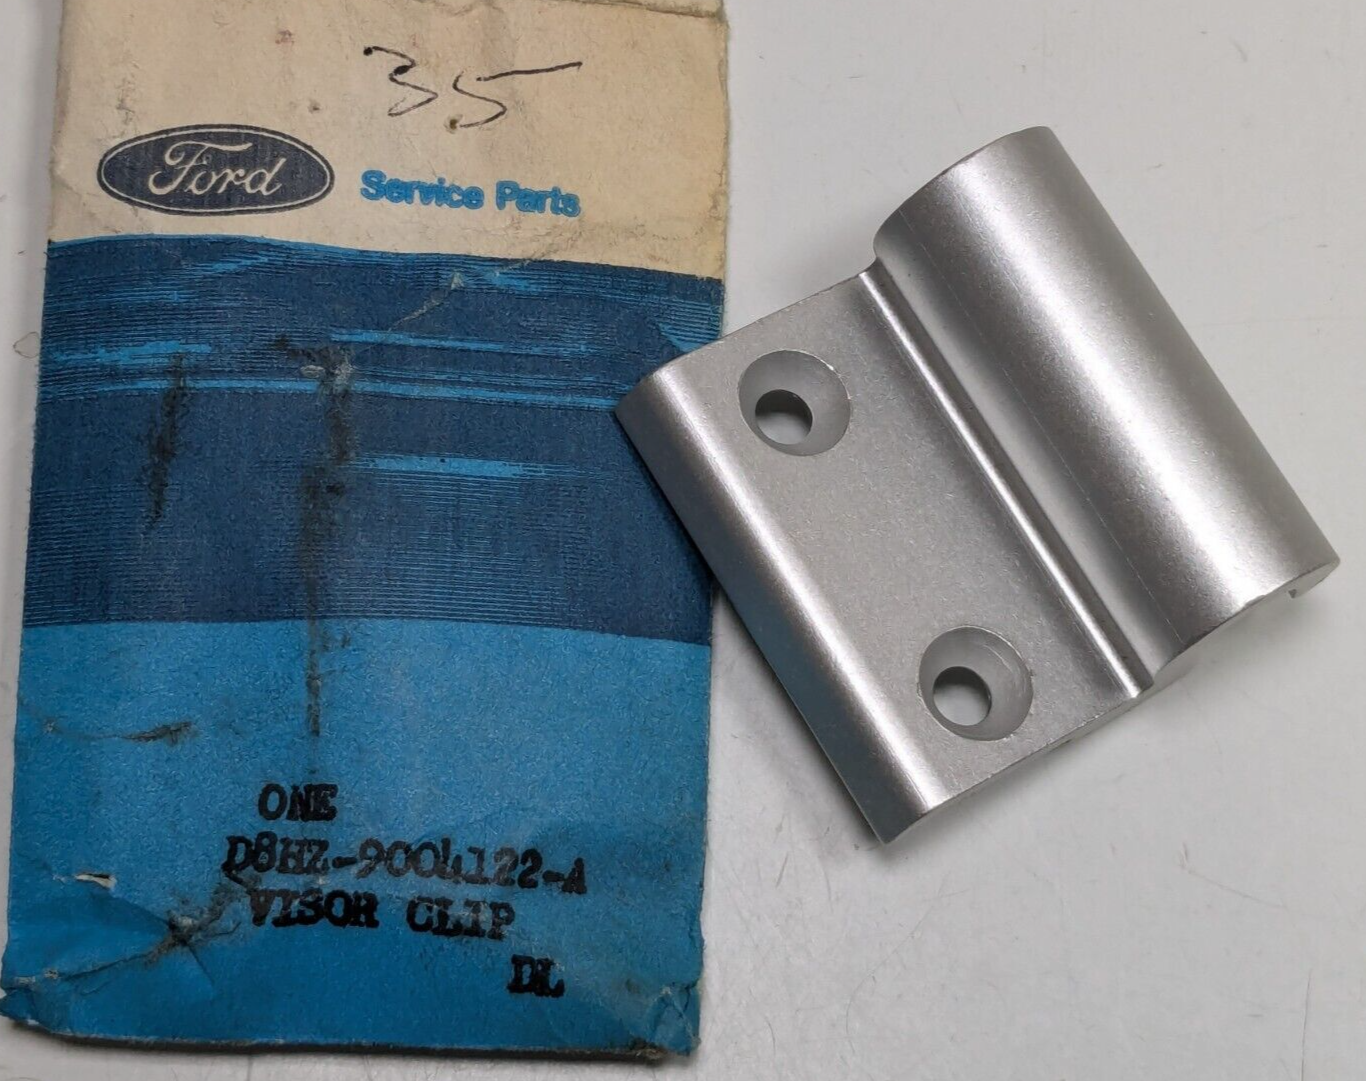 35
Ford
Service Parts
ONE
D8HZ-9004122-A
VISOR CLIP
DL